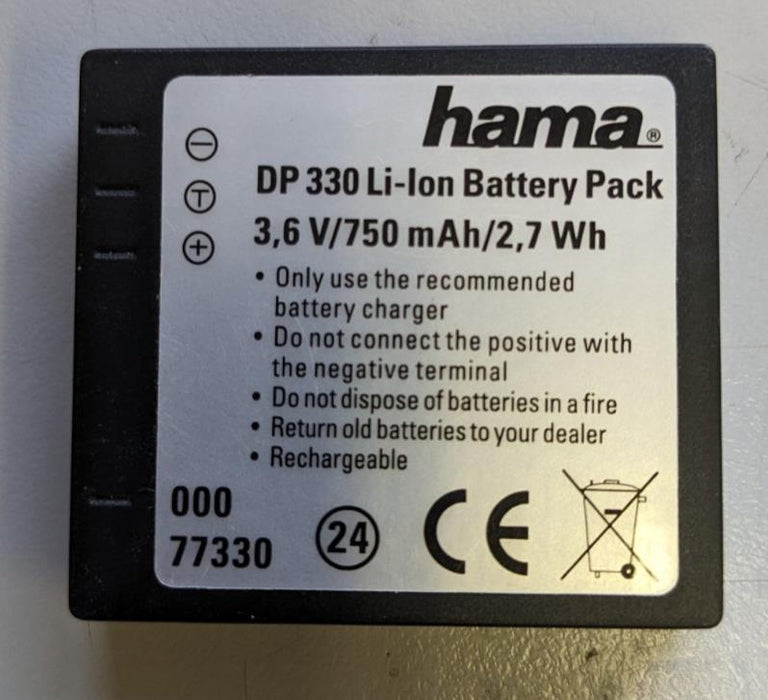 hama®
DP 330 Li-Ion Battery Pack
3,6 V/750 mAh/2,7 Wh
− T +
• Only use the recommended
battery charger
• Do not connect the positive with
the negative terminal
• Do not dispose of batteries in a fire
• Return old batteries to your dealer
• Rechargeable
000
77330
24
CE